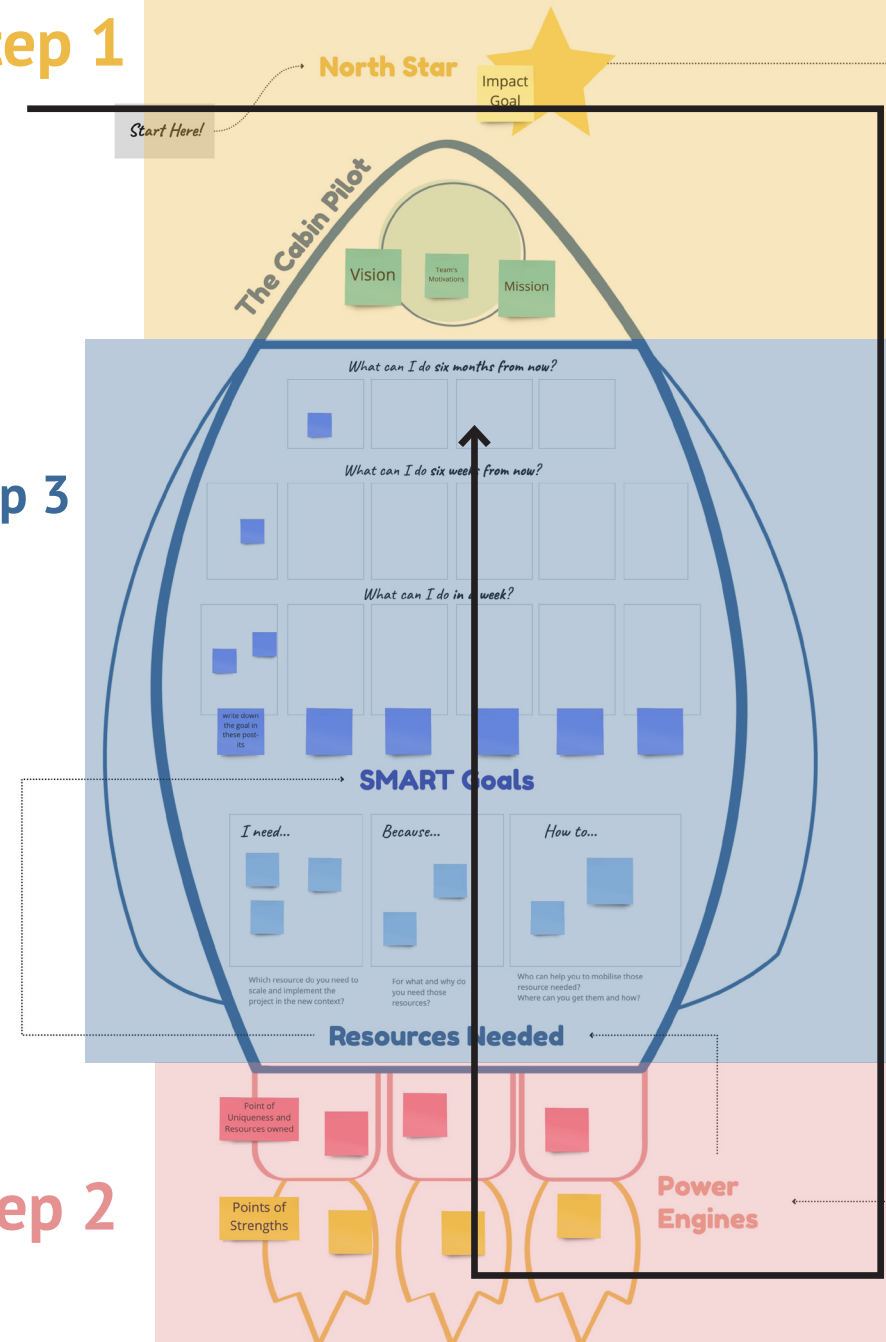 tep 1
North Star
Impact
Goal
Start Here!
The Cabin Pilot
Vision
Team's
Motivations
Mission
What can I do six months from now?
p 3
What can I do six weeks from now?
What can I do in a week?
write down
the goal in
these post-
its
SMART Goals
I need...
Because...
How to...
Which resource do you need to
scale and implement the
project in the new context?
For what and why do
you need those
resources?
Who can help you to mobilise those
resource needed?
Where can you get them and how?
Resources Needed
Point of
Uniqueness and
Resources owned
ep 2
Power
Engines
Points of
Strengths